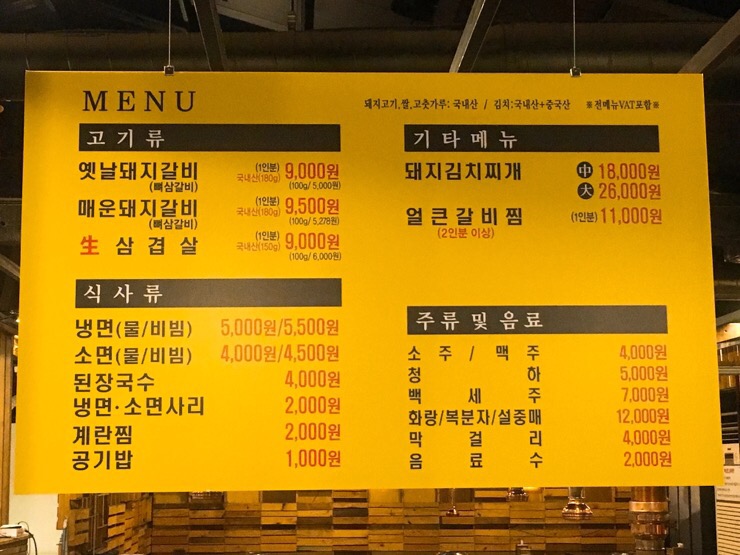 MENU
돼지고기,쌀,고춧가루: 국내산 / 김치:국내산+중국산 ※전메뉴VAT포함※
고기류
옛날돼지갈비 (1인분) 국내산(180g) 9,000원
(뼈삼갈비) (100g/ 5,000원)
매운돼지갈비 (1인분) 국내산(180g) 9,500원
(뼈삼갈비) (100g/ 5,278원)
生 삼겹살 (1인분) 국내산(150g) 9,000원
(100g/ 6,000원)
식사류
냉면(물/비빔) 5,000원/5,500원
소면(물/비빔) 4,000원/4,500원
된장국수 4,000원
냉면·소면사리 2,000원
계란찜 2,000원
공기밥 1,000원
기타메뉴
돼지김치찌개 中 18,000원
大 26,000원
얼큰갈비찜 (1인분) 11,000원
(2인분 이상)
주류및음료
소주/맥주 4,000원
청하 5,000원
백세주 7,000원
화랑/복분자/설중매 12,000원
막걸리 4,000원
음료수 2,000원